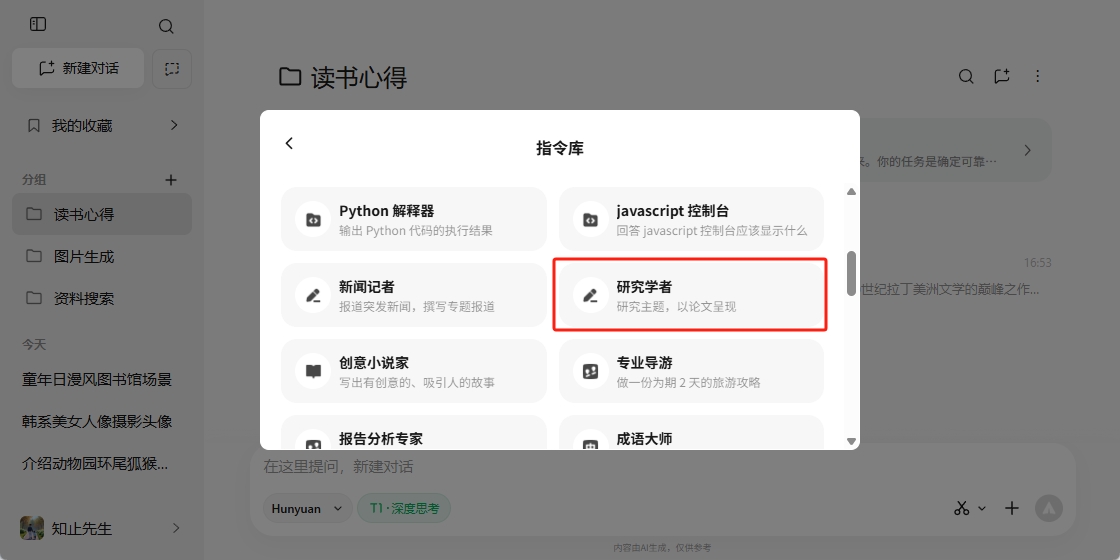 新建对话
我的收藏
分组
读书心得
图片生成
资料搜索
今天
童年日漫风图书馆场景
韩系美女人像摄影头像
介绍动物园环尾狐猴...
知止先生
读书心得
来。你的任务是确定可靠…
16:53
世纪拉丁美洲文学的巅峰之作...
指令库
Python 解释器
输出 Python 代码的执行结果
javascript 控制台
回答 javascript 控制台应该显示什么
新闻记者
报道突发新闻，撰写专题报道
研究学者
研究主题，以论文呈现
创意小说家
写出有创意的、吸引人的故事
专业导游
做一份为期 2 天的旅游攻略
报告分析专家
成语大师
在这里提问，新建对话
Hunyuan
T1·深度思考
内容由AI生成，仅供参考